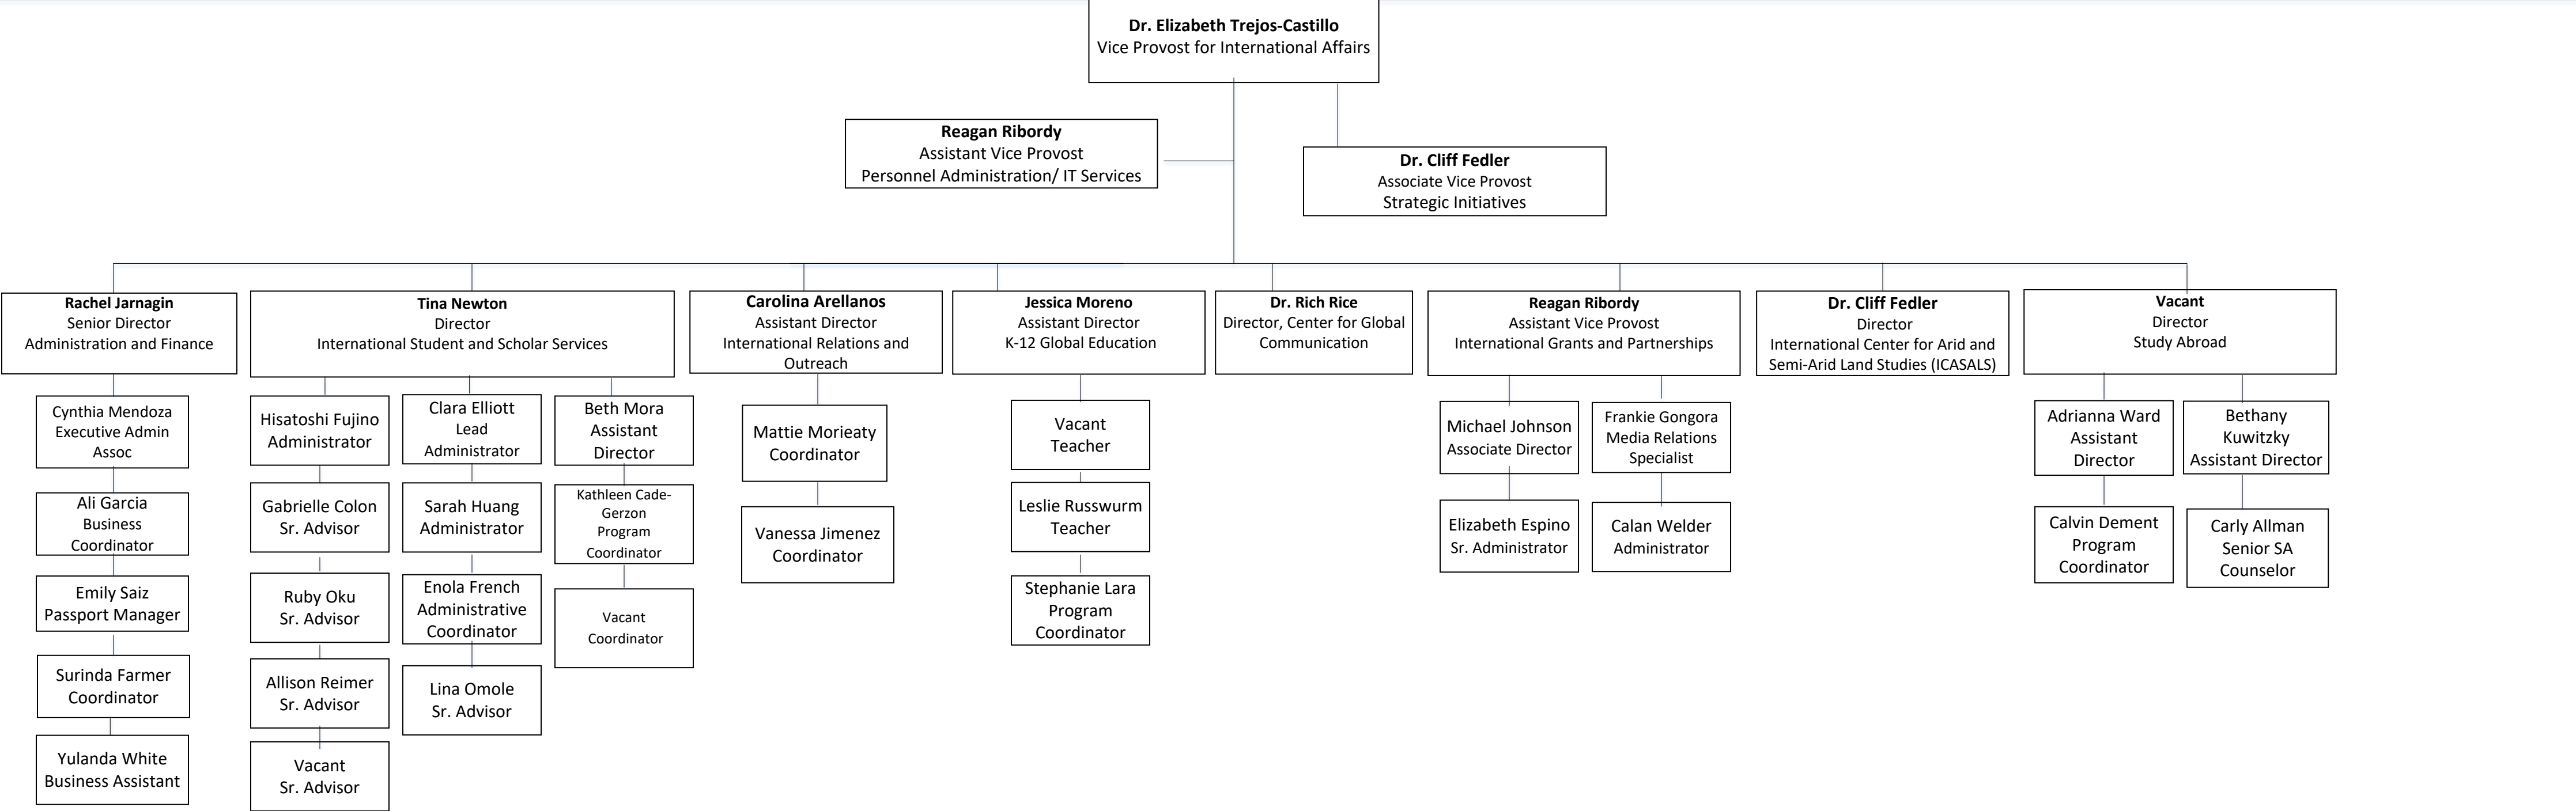 Dr. Elizabeth Trejos-Castillo
Vice Provost for International Affairs
Reagan Ribordy
Assistant Vice Provost
Personnel Administration/ IT Services
Dr. Cliff Fedler
Associate Vice Provost
Strategic Initiatives
Rachel Jarnagin
Senior Director
Administration and Finance
Cynthia Mendoza
Executive Admin
Assoc
Ali Garcia
Business
Coordinator
Emily Saiz
Passport Manager
Surinda Farmer
Coordinator
Yulanda White
Business Assistant
Tina Newton
Director
International Student and Scholar Services
Hisatoshi Fujino
Administrator
Gabrielle Colon
Sr. Advisor
Ruby Oku
Sr. Advisor
Allison Reimer
Sr. Advisor
Vacant
Sr. Advisor
Clara Elliott
Lead
Administrator
Sarah Huang
Administrator
Enola French
Administrative
Coordinator
Lina Omole
Sr. Advisor
Beth Mora
Assistant
Director
Kathleen Cade-
Gerzon
Program
Coordinator
Vacant
Coordinator
Carolina Arellanos
Assistant Director
International Relations and
Outreach
Mattie Morieaty
Coordinator
Vanessa Jimenez
Coordinator
Jessica Moreno
Assistant Director
K-12 Global Education
Vacant
Teacher
Leslie Russwurm
Teacher
Stephanie Lara
Program
Coordinator
Dr. Rich Rice
Director, Center for Global
Communication
Reagan Ribordy
Assistant Vice Provost
International Grants and Partnerships
Michael Johnson
Associate Director
Elizabeth Espino
Sr. Administrator
Frankie Gongora
Media Relations
Specialist
Calan Welder
Administrator
Dr. Cliff Fedler
Director
International Center for Arid and
Semi-Arid Land Studies (ICASALS)
Vacant
Director
Study Abroad
Adrianna Ward
Assistant
Director
Calvin Dement
Program
Coordinator
Bethany
Kuwitzky
Assistant Director
Carly Allman
Senior SA
Counselor